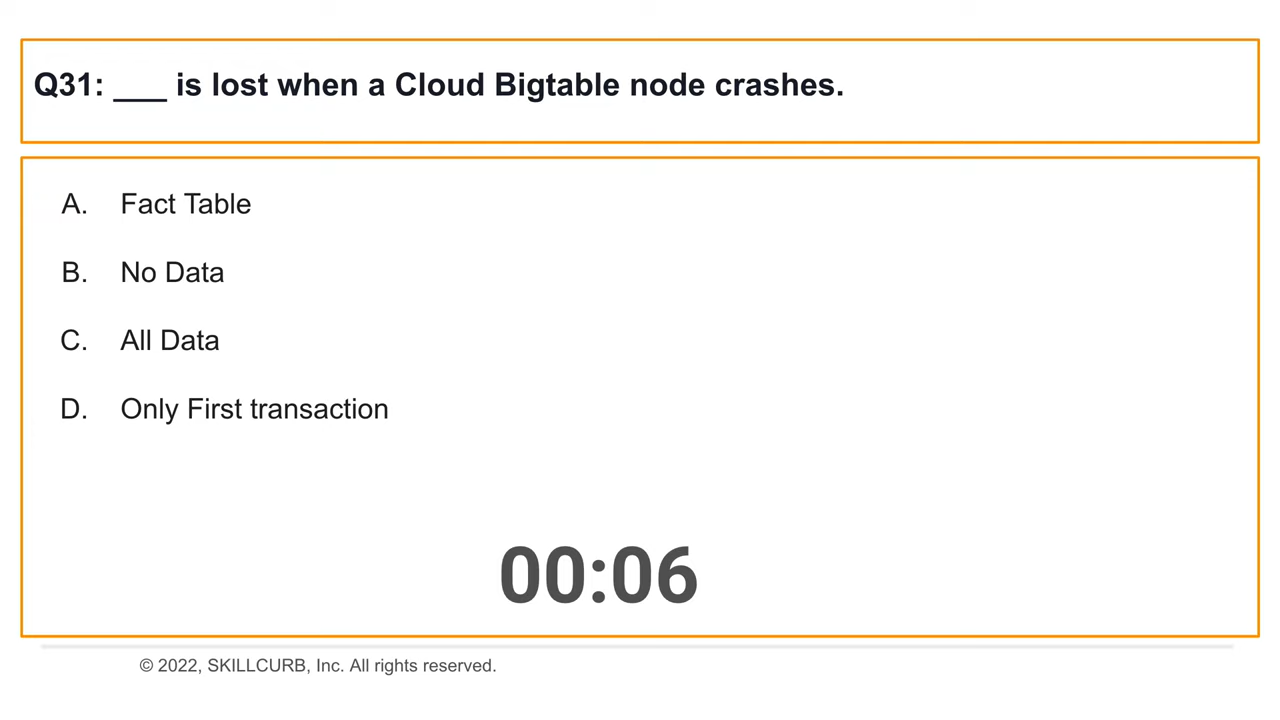 Q31: ___ is lost when a Cloud Bigtable node crashes.
A. Fact Table
B. No Data
C. All Data
D. Only First transaction
00:06
© 2022, SKILLCURB, Inc. All rights reserved.